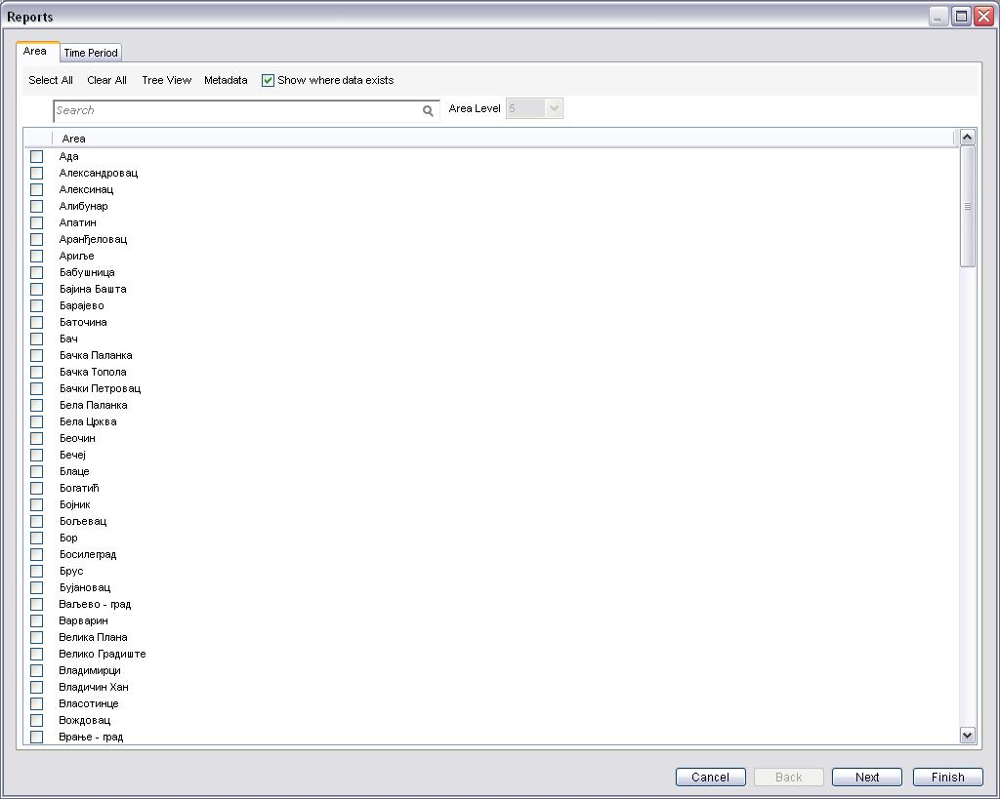 Reports
Area Time Period
Select All Clear All Tree View Metadata Show where data exists
Search Area Level 5
Area
Ада
Александровац
Алексинац
Алибунар
Апатин
Аранђеловац
Ариље
Бабушница
Бајина Башта
Барајево
Баточина
Бач
Бачка Паланка
Бачка Топола
Бачки Петровац
Бела Паланка
Бела Црква
Беочин
Бечеј
Блаце
Богатић
Бојник
Бољевац
Бор
Босилеград
Брус
Бујановац
Ваљево - град
Варварин
Велика Плана
Велико Градиште
Владимирци
Владичин Хан
Власотинце
Вождовац
Врање - град
Cancel Back Next Finish